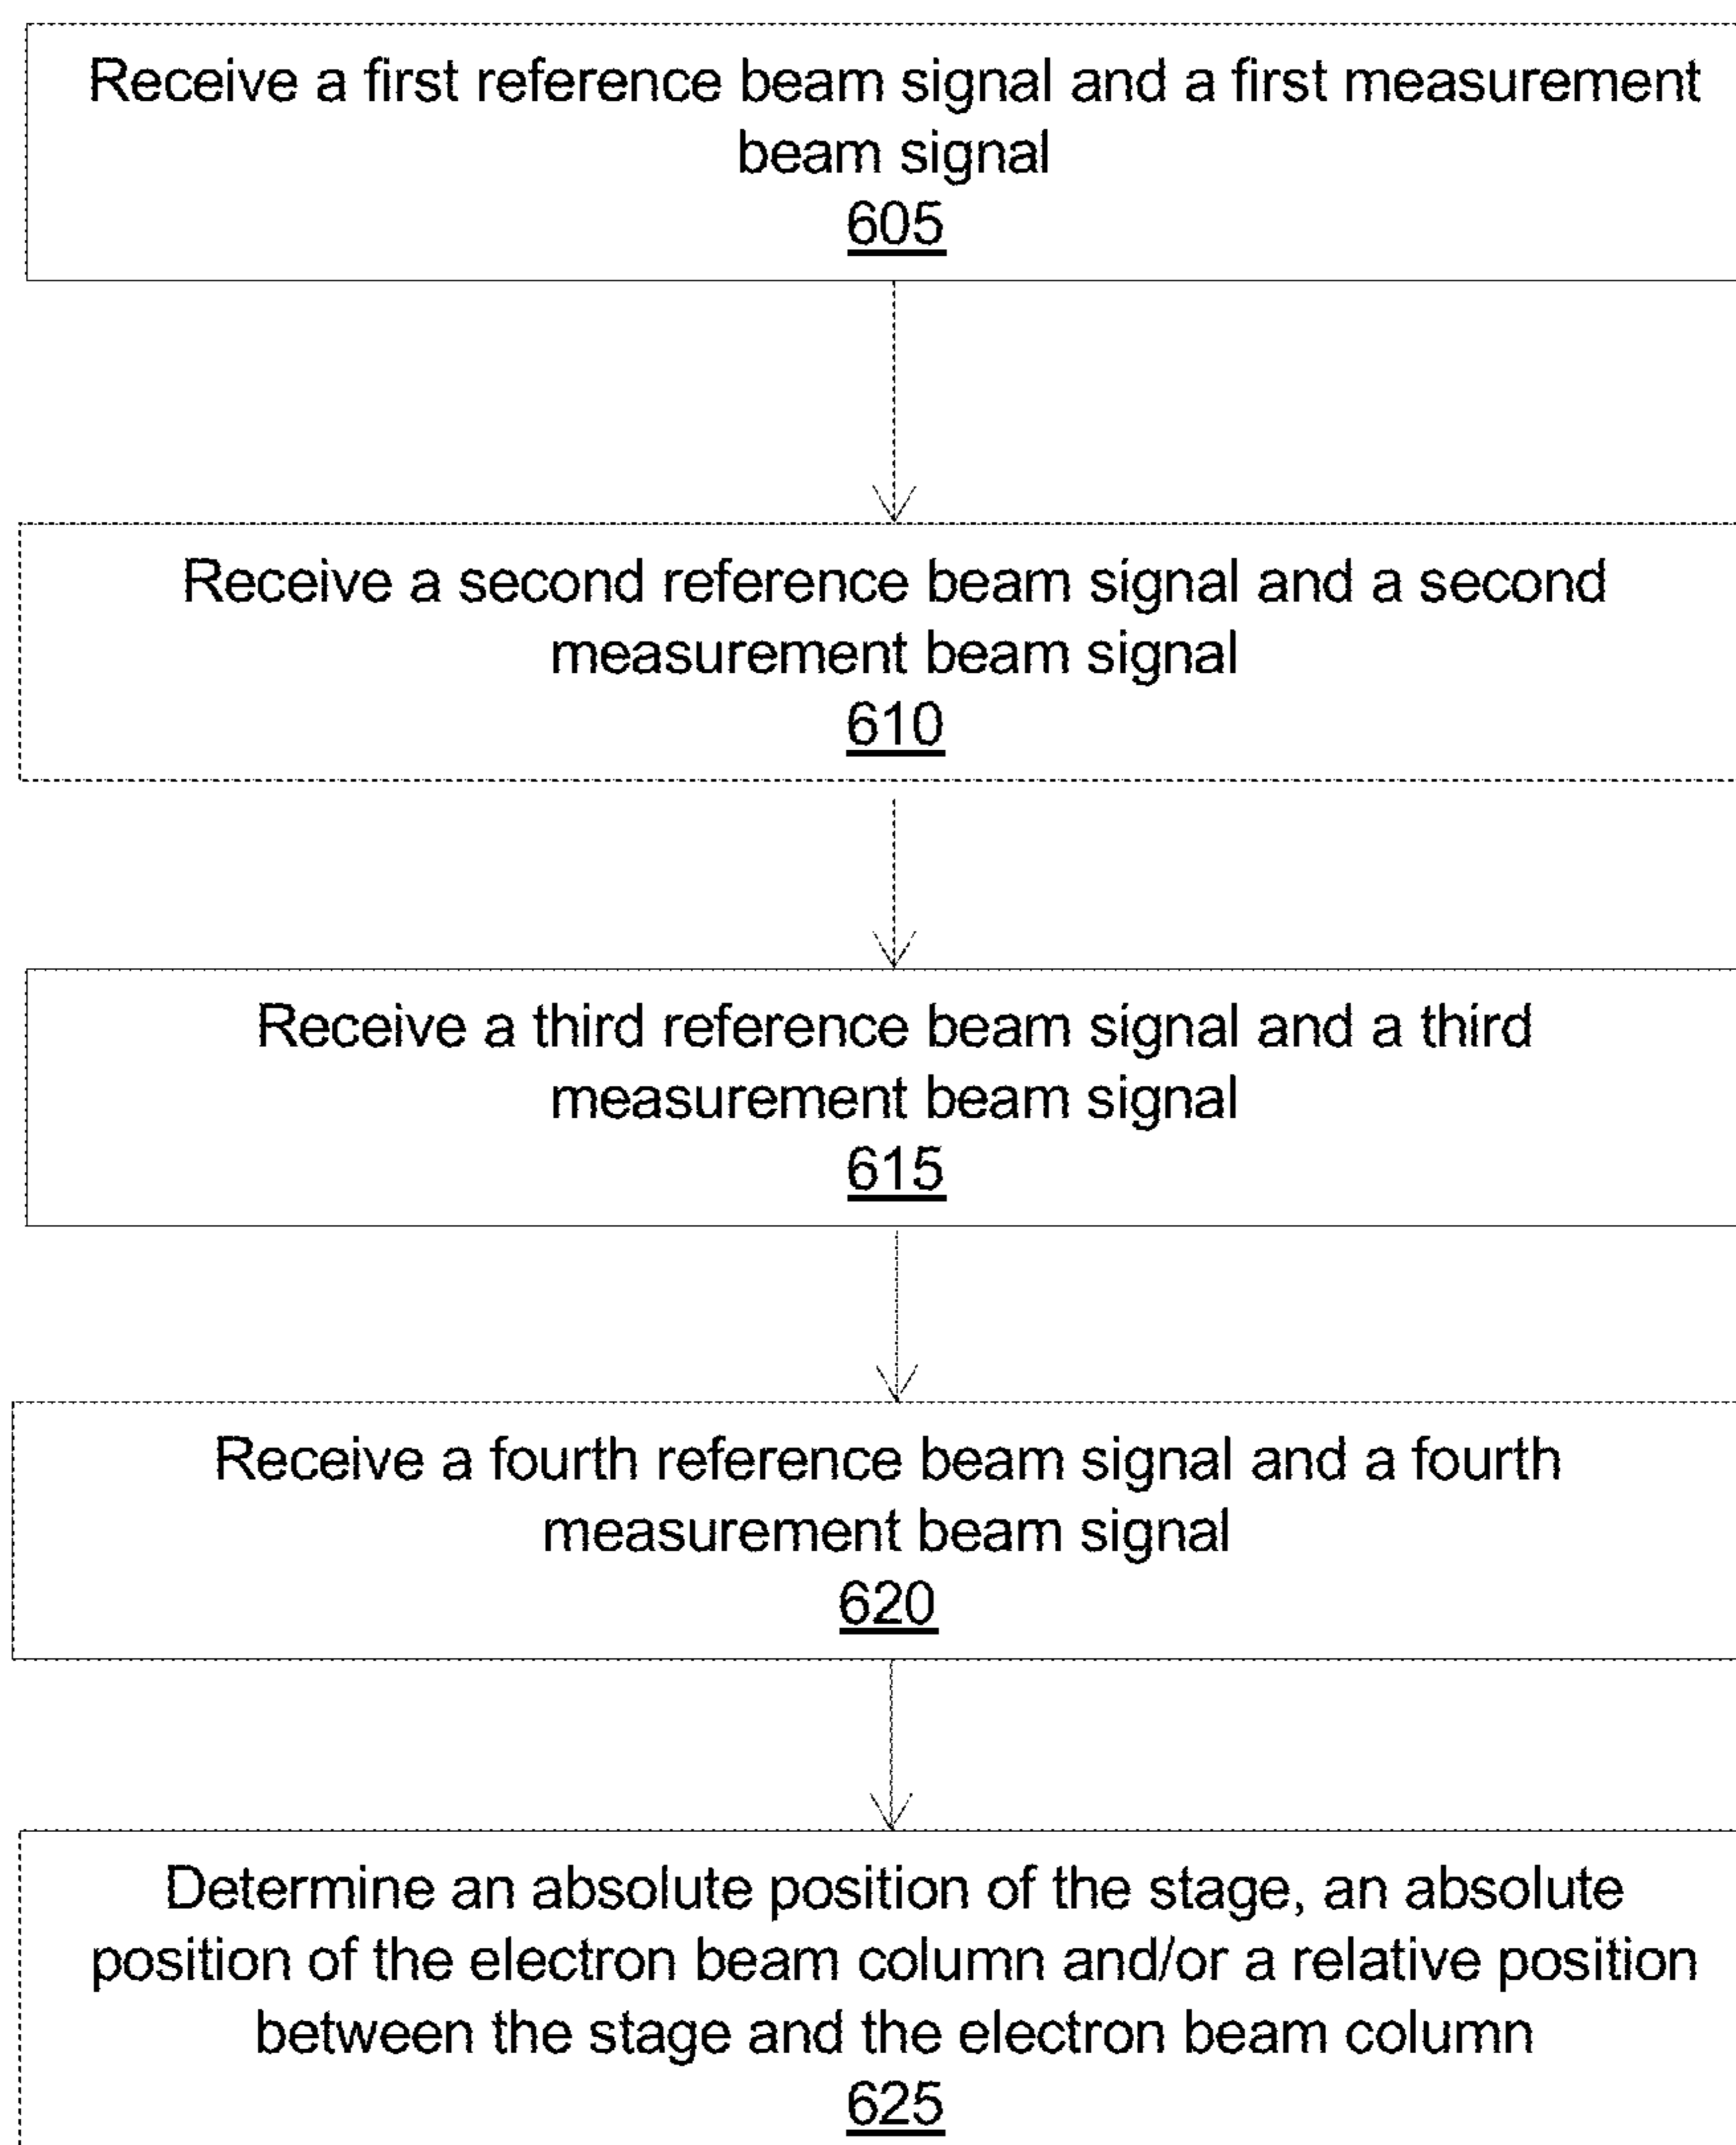 Receive a first reference beam signal and a first measurement
beam signal
605
Receive a second reference beam signal and a second
measurement beam signal
610
Receive a third reference beam signal and a third
measurement beam signal
615
Receive a fourth reference beam signal and a fourth
measurement beam signal
620
Determine an absolute position of the stage, an absolute
position of the electron beam column and/or a relative position
between the stage and the electron beam column
625